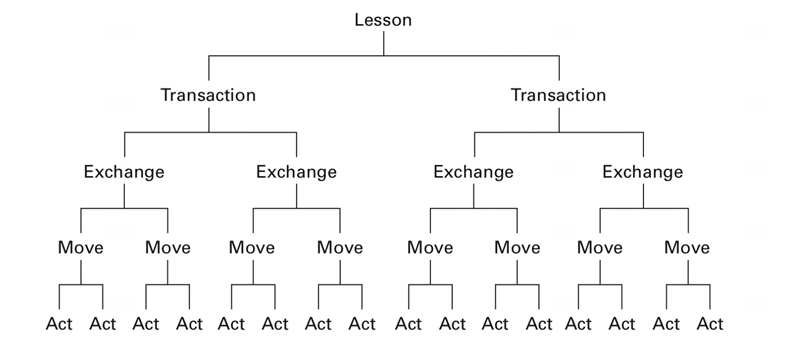 Lesson
Transaction Transaction
Exchange Exchange Exchange Exchange
Move Move Move Move Move Move Move Move
Act Act Act Act Act Act Act Act Act Act Act Act Act Act Act Act